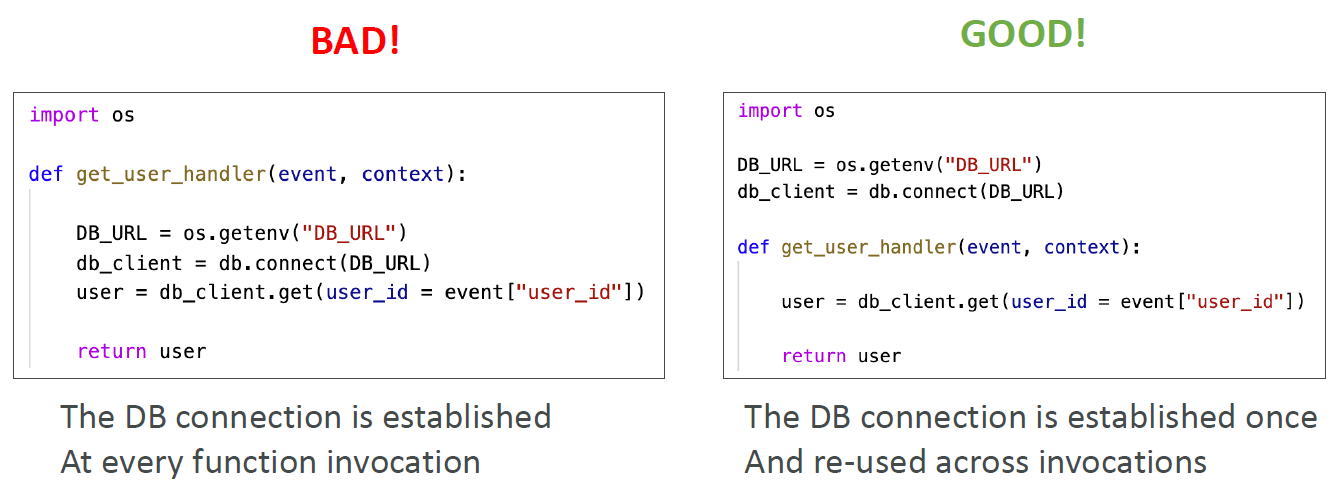 BAD!
import os
def get_user_handler(event, context):
DB_URL = os.getenv("DB_URL")
db_client = db.connect(DB_URL)
user = db_client.get(user_id = event["user_id"])
return user
The DB connection is established
At every function invocation
GOOD!
import os
DB_URL = os.getenv("DB_URL")
db_client = db.connect(DB_URL)
def get_user_handler(event, context):
user = db_client.get(user_id = event["user_id"])
return user
The DB connection is established once
And re-used across invocations